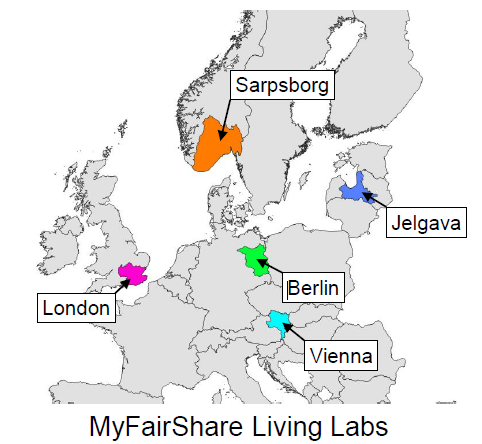 Sarpsborg
Jelgava
Berlin
London
Vienna
MyFairShare Living Labs